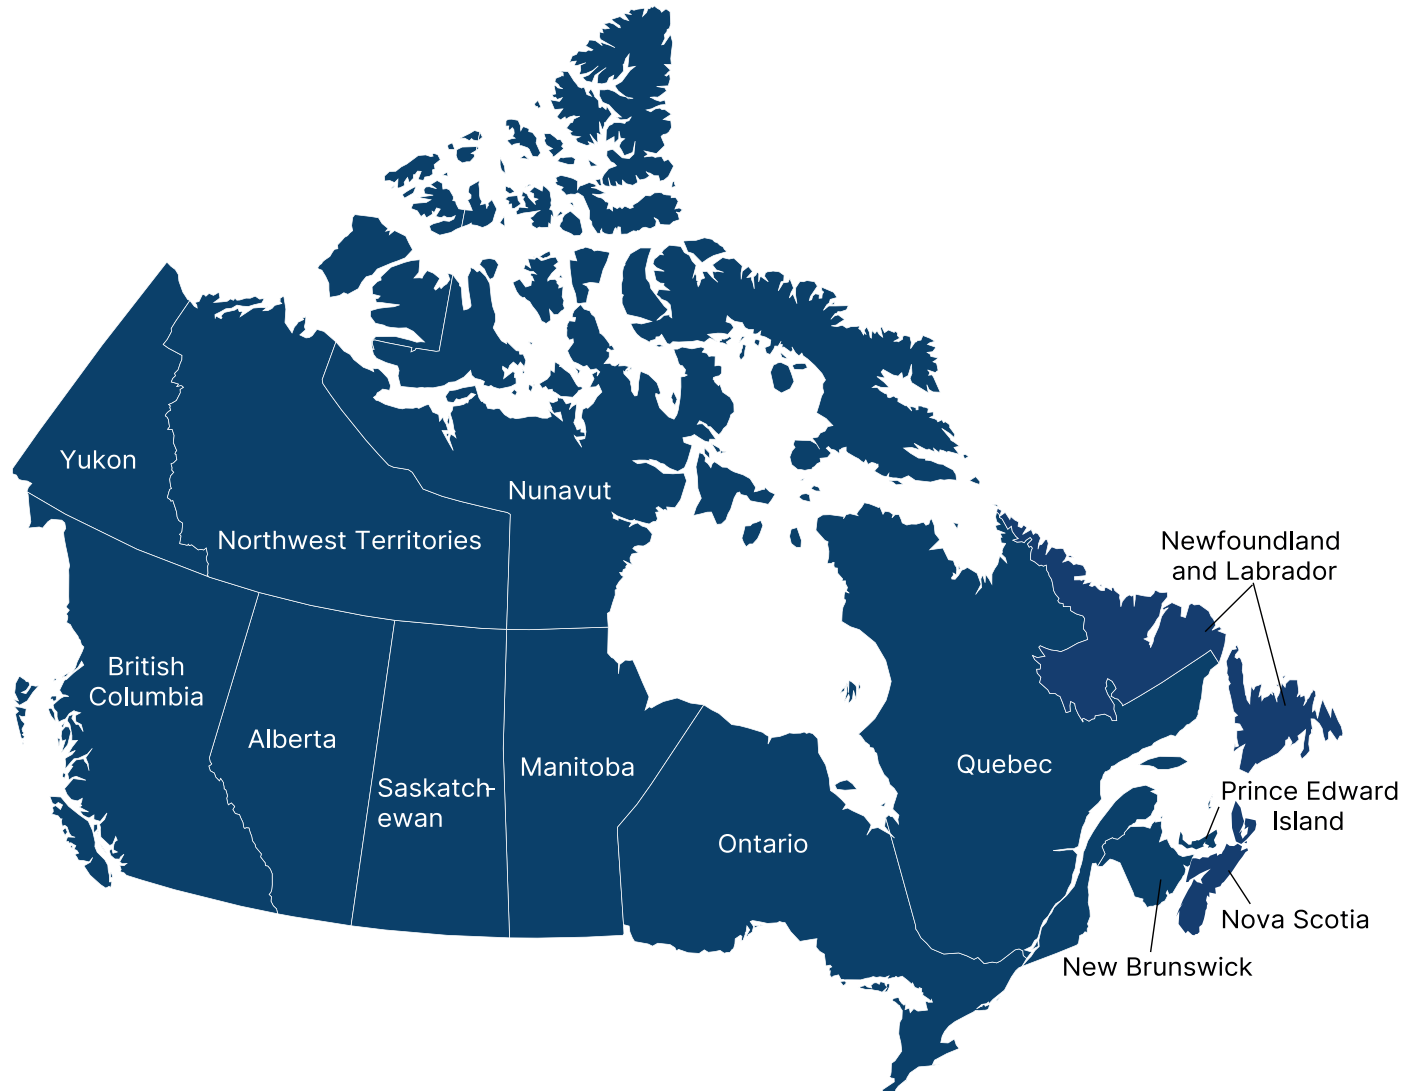 Yukon
Nunavut
Northwest Territories
Newfoundland
and Labrador
British
Columbia
Alberta
Manitoba
Quebec
Saskatch-
ewan
Prince Edward
Island
Ontario
Nova Scotia
New Brunswick